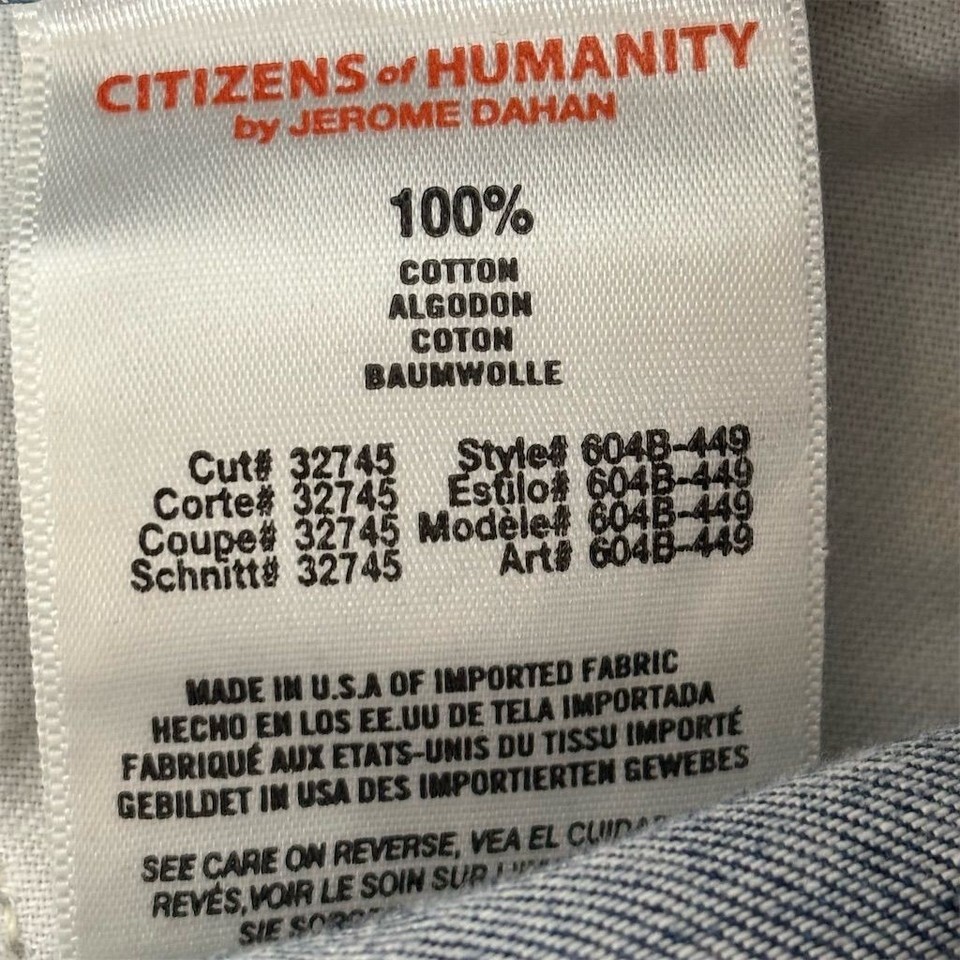 CITIZENS of HUMANITY
by JEROME DAHAN
100%
COTTON
ALGODON
COTON
BAUMWOLLE
Cut# 32745 Style# 604B-449
Corte# 32745 Estilo# 604B-449
Coupe# 32745 Modèle# 604B-449
Schnitt# 32745 Art# 604B-449
MADE IN U.S.A OF IMPORTED FABRIC
HECHO EN LOS EE.UU DE TELA IMPORTADA
FABRIQUÉ AUX ETATS-UNIS DU TISSU IMPORTÉ
GEBILDET IN USA DES IMPORTIERTEN GEWEBES
SEE CARE ON REVERSE, VEA EL
REVÉS, VOIR LE SOIN SUR
SIE